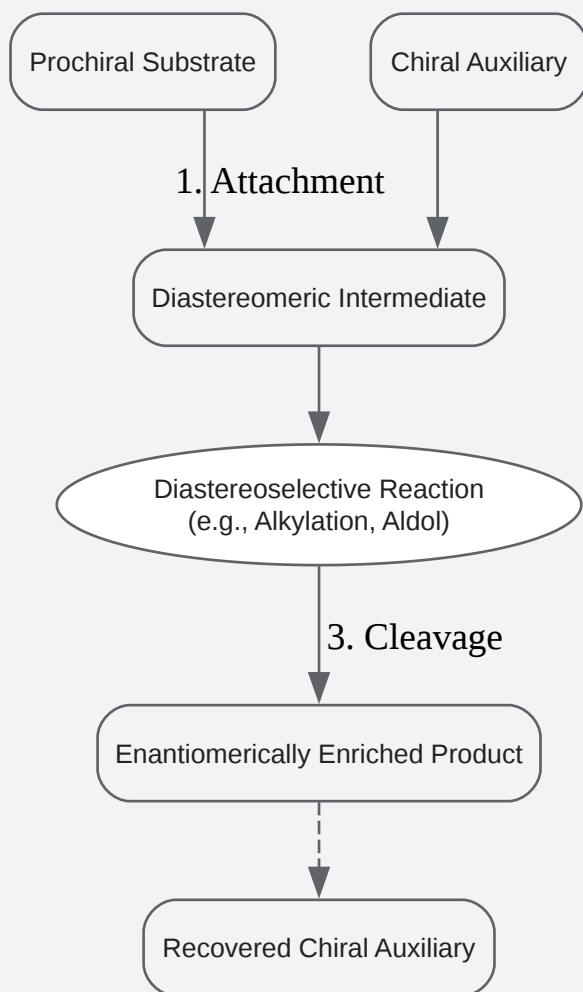 Prochiral Substrate
Chiral Auxiliary
1. Attachment
Diastereomeric Intermediate
Diastereoselective Reaction
(e.g., Alkylation, Aldol)
3. Cleavage
Enantiomerically Enriched Product
Recovered Chiral Auxiliary